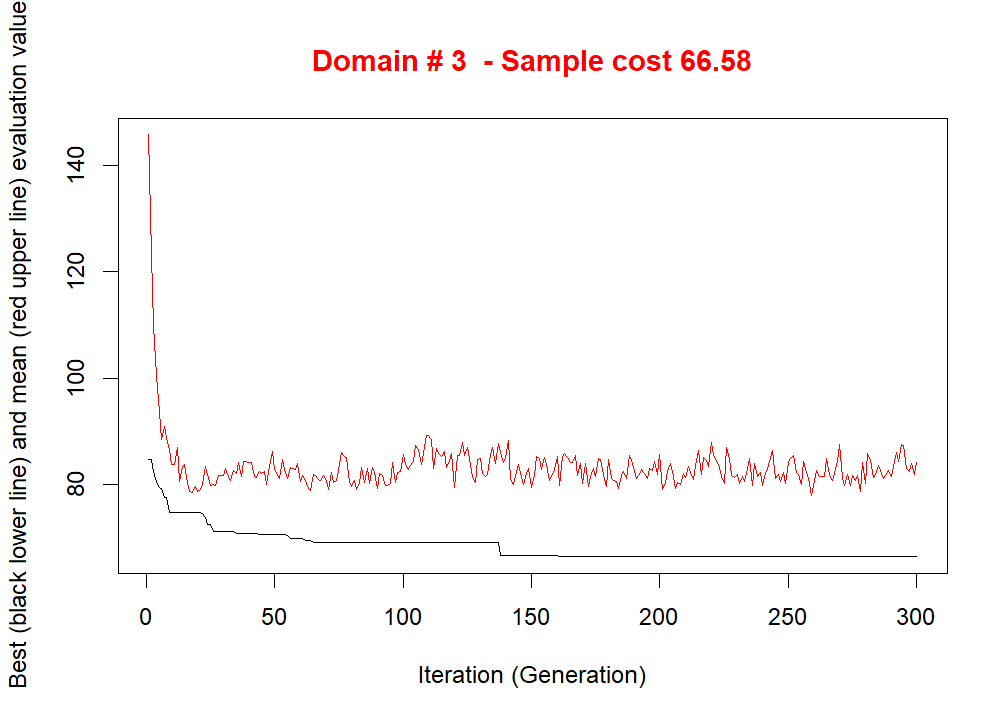 Domain # 3  - Sample cost 66.58
Best (black lower line) and mean (red upper line) evaluation value
140
120
100
80
0 50 100 150 200 250 300
Iteration (Generation)